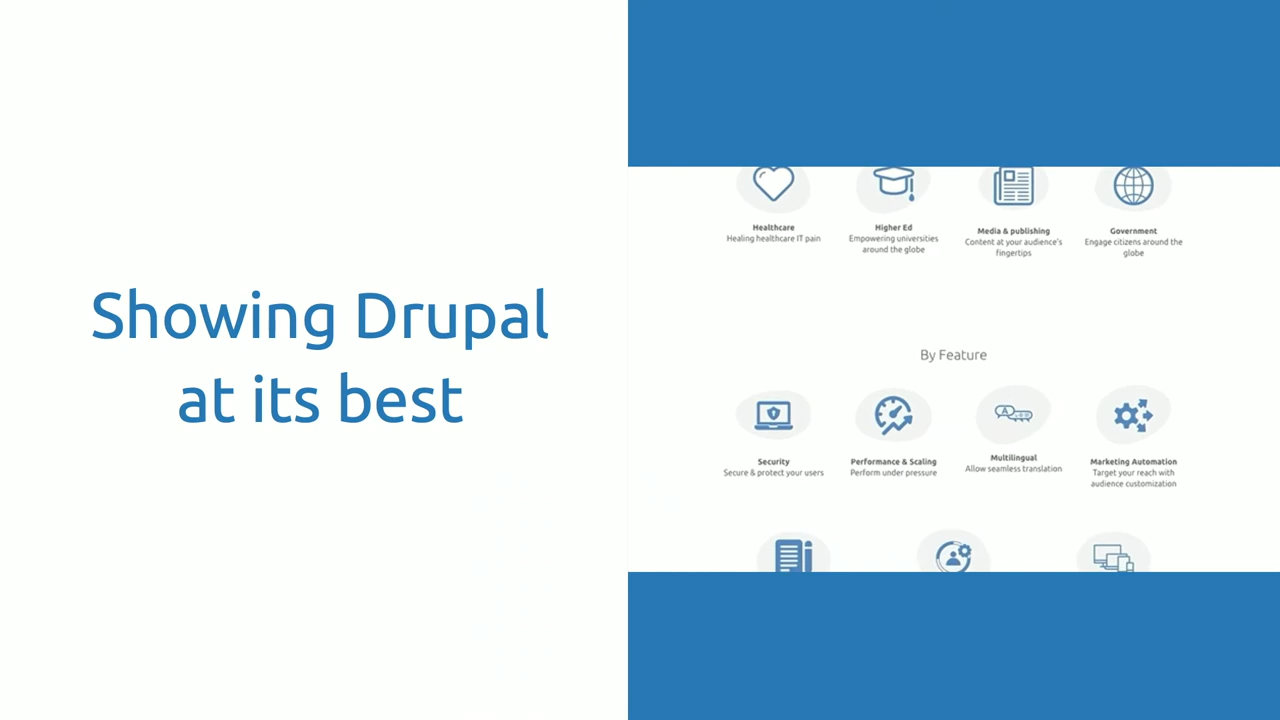 Showing Drupal
at its best
Healthcare
Healing healthcare IT pain
Higher Ed
Empowering universities
around the globe
Media & publishing
Content at your audience's
fingertips
Government
Engage citizens around the
globe
By Feature
Security
Secure & protect your users
Performance & Scaling
Perform under pressure
Multilingual
Allow seamless translation
Marketing Automation
Target your reach with
audience customization